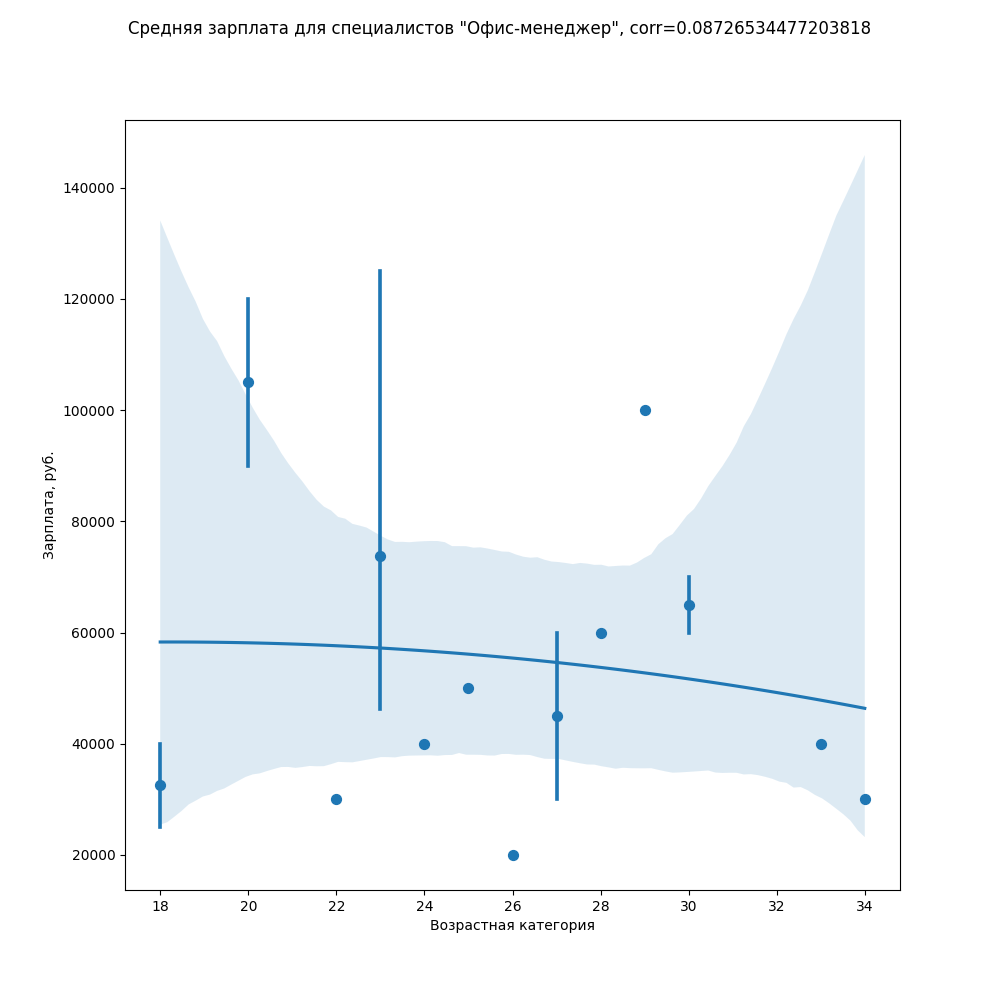 Средняя зарплата для специалистов "Офис-менеджер", corr=0.08726534477203818
140000
120000
100000
80000
60000
40000
20000
Зарплата, руб.
18 20 22 24 26 28 30 32 34
Возрастная категория